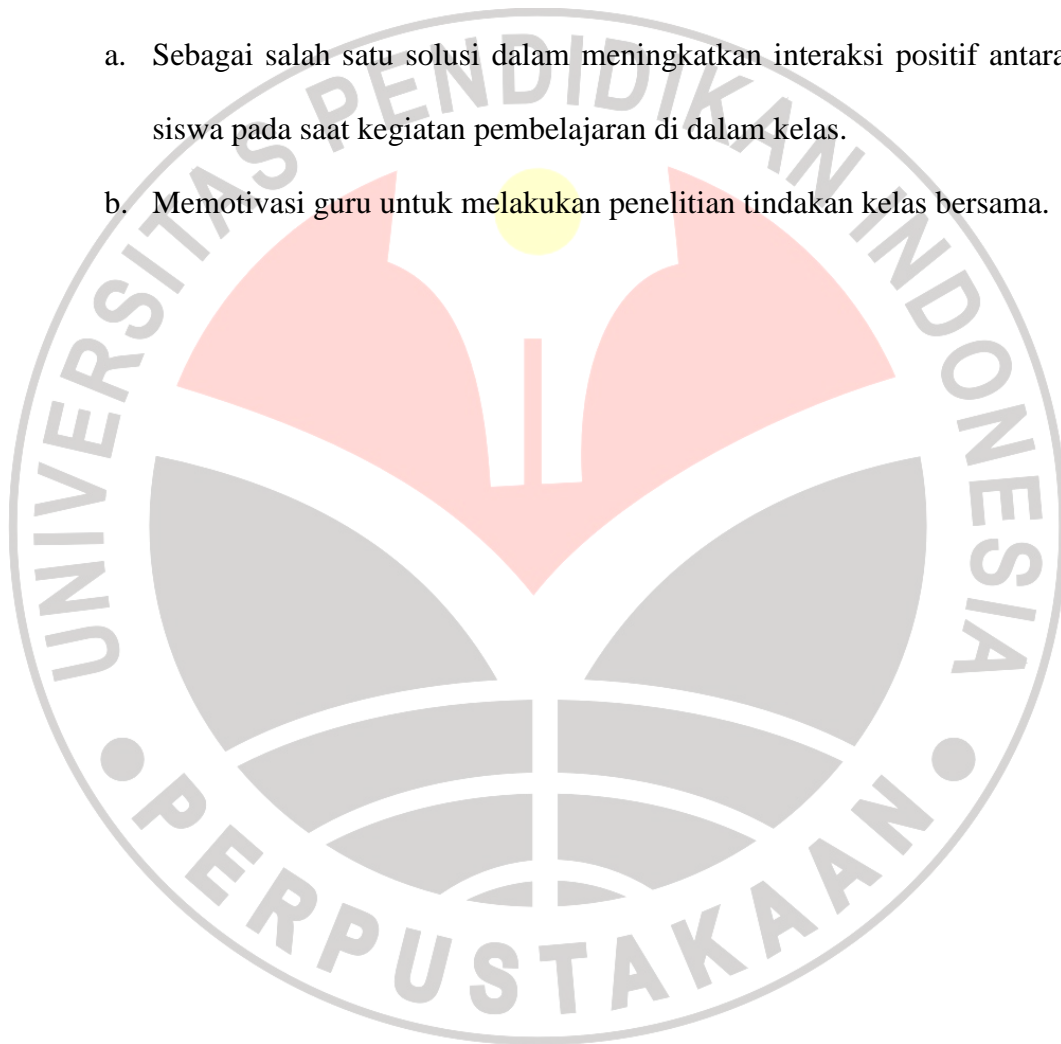 a. Sebagai salah satu solusi dalam meningkatkan interaksi positif antara
siswa pada saat kegiatan pembelajaran di dalam kelas.
b. Memotivasi guru untuk melakukan penelitian tindakan kelas bersama.
UNIVERSITAS PENDIDIKAN INDONESIA
PERPUSTAKAAN